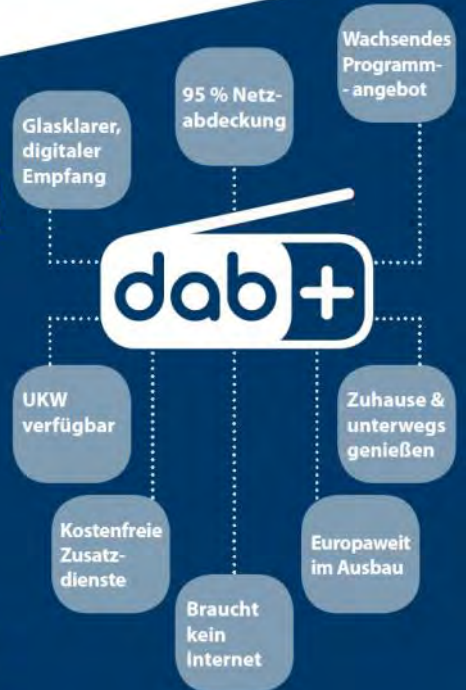 Wachsendes
Programm-
- angebot
95 % Netz-
abdeckung
Glasklarer,
digitaler
Empfang
dab+
UKW
verfügbar
Zuhause &
unterwegs
genießen
Kostenfreie
Zusatz-
dienste
Europaweit
im Ausbau
Braucht
kein
Internet